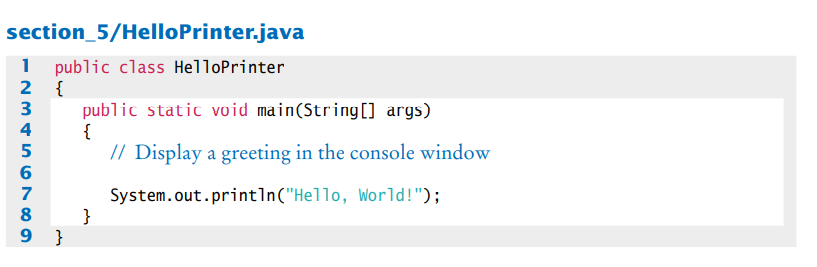 section_5/HelloPrinter.java
1 public class HelloPrinter
2 {
3 public static void main(String[] args)
4 {
5 // Display a greeting in the console window
6
7 System.out.println("Hello, World!");
8 }
9 }